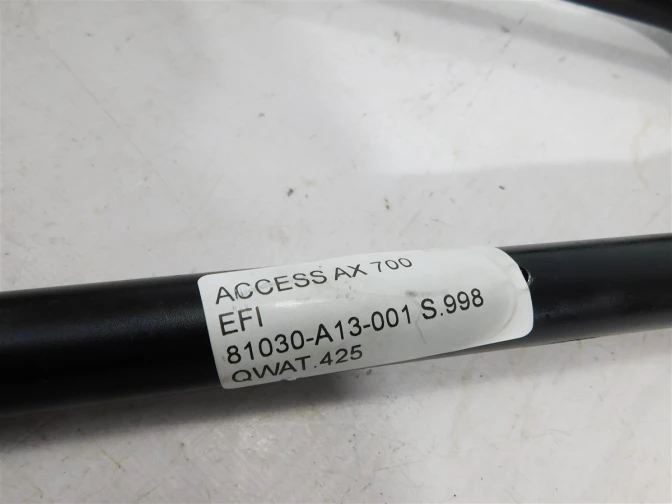 ACCESS AX 700
EFI
81030-A13-001 S.998
QWAT.425